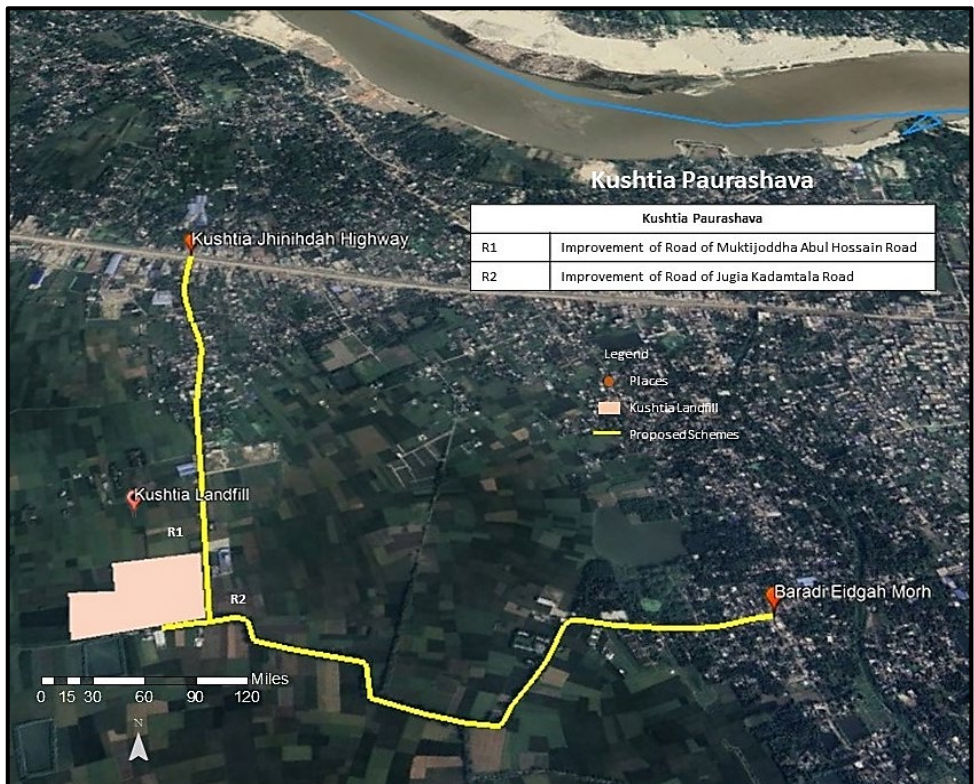 Kushtia Paurashava
Kushtia Paurashava
R1 Improvement of Road of Muktijoddha Abul Hossain Road
R2 Improvement of Road of Jugia Kadamtala Road
Kushtia Jhinihdah Highway
Legend
Places
Kushtia Landfill
Proposed Schemes
Kushtia Landfill
R1
R2
Baradi Eidgah Morh
Miles
0 15 30 60 90 120
N